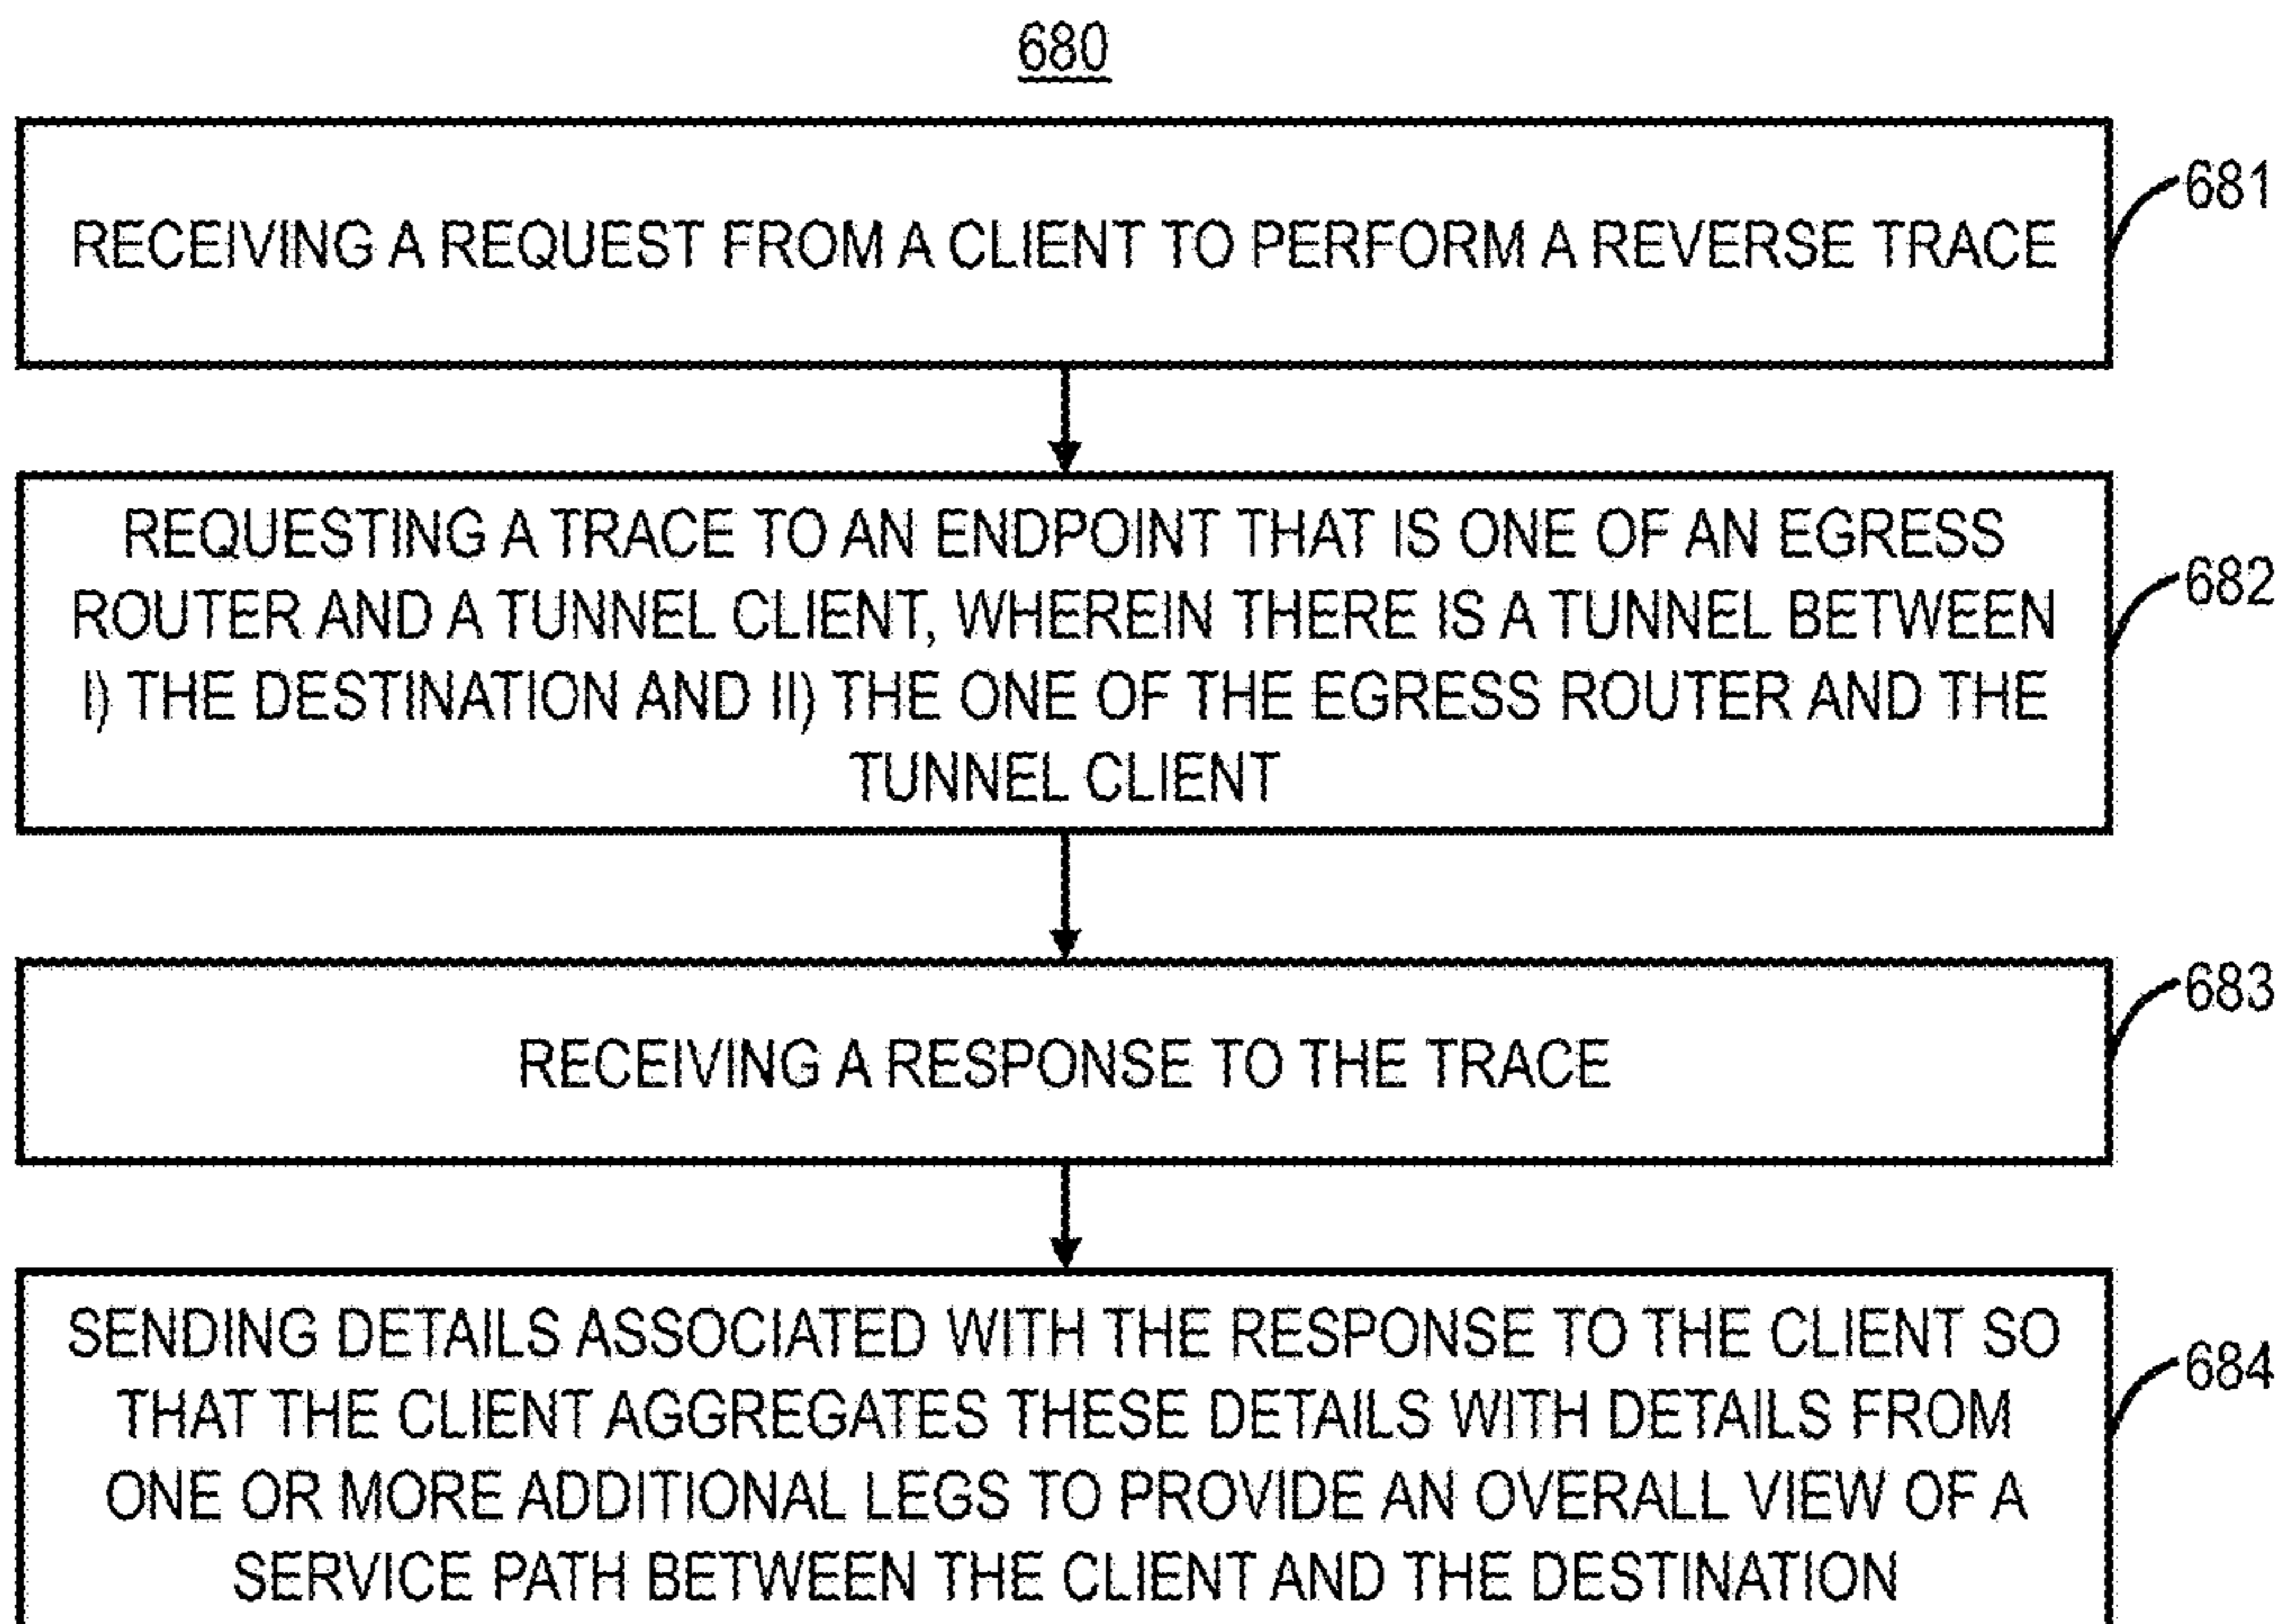 680
RECEIVING A REQUEST FROM A CLIENT TO PERFORM A REVERSE TRACE
681
REQUESTING A TRACE TO AN ENDPOINT THAT IS ONE OF AN EGRESS
ROUTER AND A TUNNEL CLIENT, WHEREIN THERE IS A TUNNEL BETWEEN
I) THE DESTINATION AND II) THE ONE OF THE EGRESS ROUTER AND THE
TUNNEL CLIENT
682
RECEIVING A RESPONSE TO THE TRACE
683
SENDING DETAILS ASSOCIATED WITH THE RESPONSE TO THE CLIENT SO
THAT THE CLIENT AGGREGATES THESE DETAILS WITH DETAILS FROM
ONE OR MORE ADDITIONAL LEGS TO PROVIDE AN OVERALL VIEW OF A
SERVICE PATH BETWEEN THE CLIENT AND THE DESTINATION
684